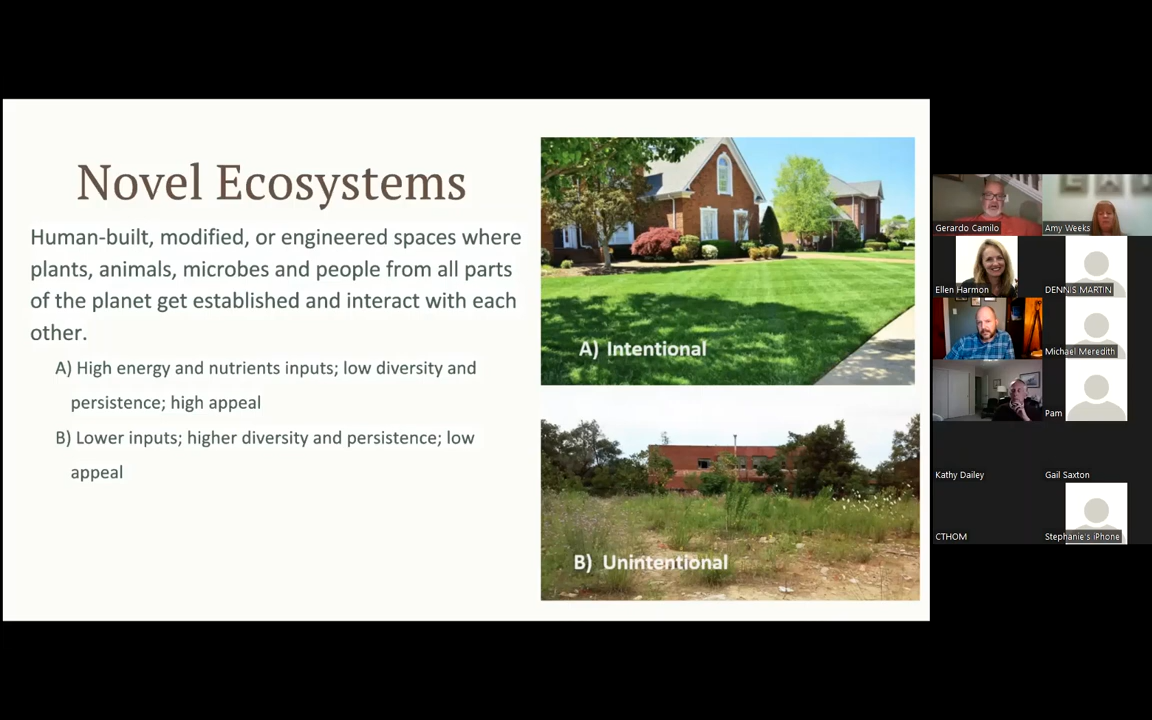 Novel Ecosystems
Human-built, modified, or engineered spaces where
plants, animals, microbes and people from all parts
of the planet get established and interact with each
other.
A) High energy and nutrients inputs; low diversity and
persistence; high appeal
B) Lower inputs; higher diversity and persistence; low
appeal
A) Intentional
B) Unintentional
Gerardo Camilo
Amy Weeks
Ellen Harmon
DENNIS MARTIN
Michael Meredith
Pam
Kathy Dailey
Gail Saxton
CTHOM
Stephanie's iPhone